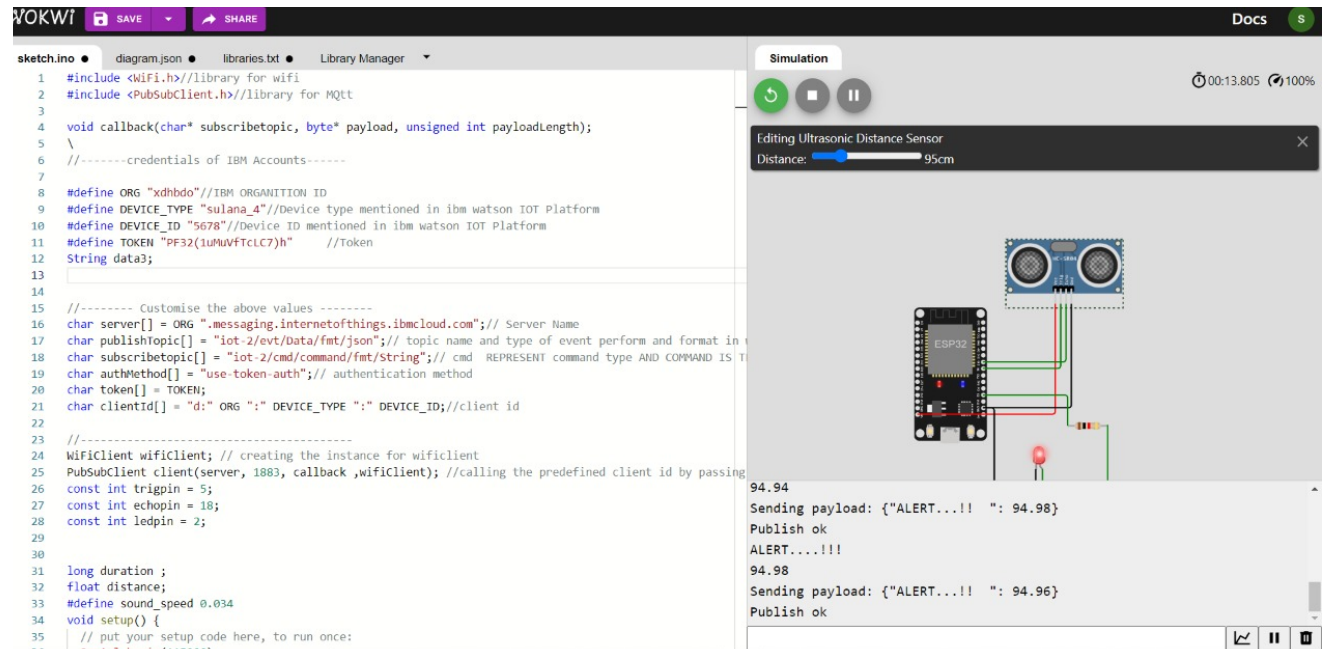 WOKWi SAVE SHARE Docs S
sketch.ino diagram.json libraries.txt Library Manager
1 #include <WiFi.h>//library for wifi
2 #include <PubSubClient.h>//library for MQtt
3
4 void callback(char* subscribetopic, byte* payload, unsigned int payloadLength);
5 \
6 //-------credentials of IBM Accounts------
7
8 #define ORG "xdhbdo"//IBM ORGANITION ID
9 #define DEVICE_TYPE "sulana_4"//Device type mentioned in ibm watson IOT Platform
10 #define DEVICE_ID "5678"//Device ID mentioned in ibm watson IOT Platform
11 #define TOKEN "PF32(1uMuVfTcLC7)h" //Token
12 String data3;
13
14
15 //-------- Customise the above values --------
16 char server[] = ORG ".messaging.internetofthings.ibmcloud.com";// Server Name
17 char publishTopic[] = "iot-2/evt/Data/fmt/json";// topic name and type of event perform and format in
18 char subscribetopic[] = "iot-2/cmd/command/fmt/String";// cmd REPRESENT command type AND COMMAND IS
19 char authMethod[] = "use-token-auth";// authentication method
20 char token[] = TOKEN;
21 char clientId[] = "d:" ORG ":" DEVICE_TYPE ":" DEVICE_ID;//client id
22
23 //-----------------------------------------
24 WiFiClient wifiClient; // creating the instance for wificlient
25 PubSubClient client(server, 1883, callback ,wifiClient); //calling the predefined client id by passing
26 const int trigpin = 5;
27 const int echopin = 18;
28 const int ledpin = 2;
29
30
31 long duration ;
32 float distance;
33 #define sound_speed 0.034
34 void setup() {
35 // put your setup code here, to run once:
Simulation
00:13.805 100%
Editing Ultrasonic Distance Sensor
Distance: 95cm
HC-SR04
ESP32
94.94
Sending payload: {"ALERT...!! ": 94.98}
Publish ok
ALERT....!!!
94.98
Sending payload: {"ALERT...!! ": 94.96}
Publish ok